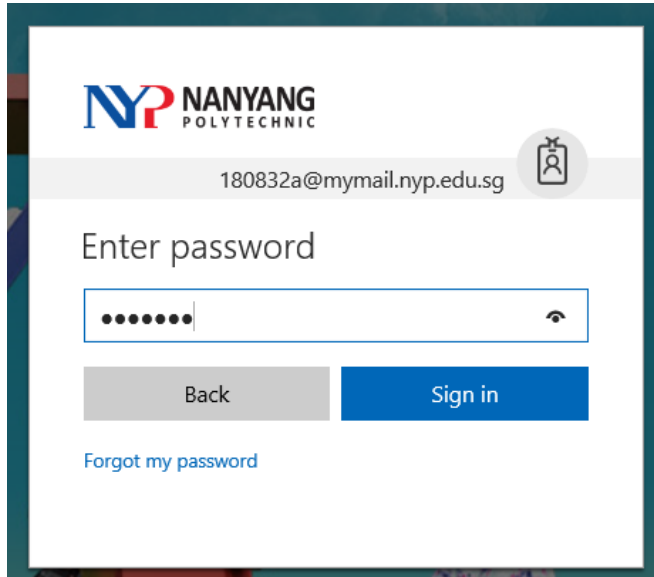 NYP NANYANG
POLYTECHNIC
180832a@mymail.nyp.edu.sg
Enter password
•••••••
Back
Sign in
Forgot my password